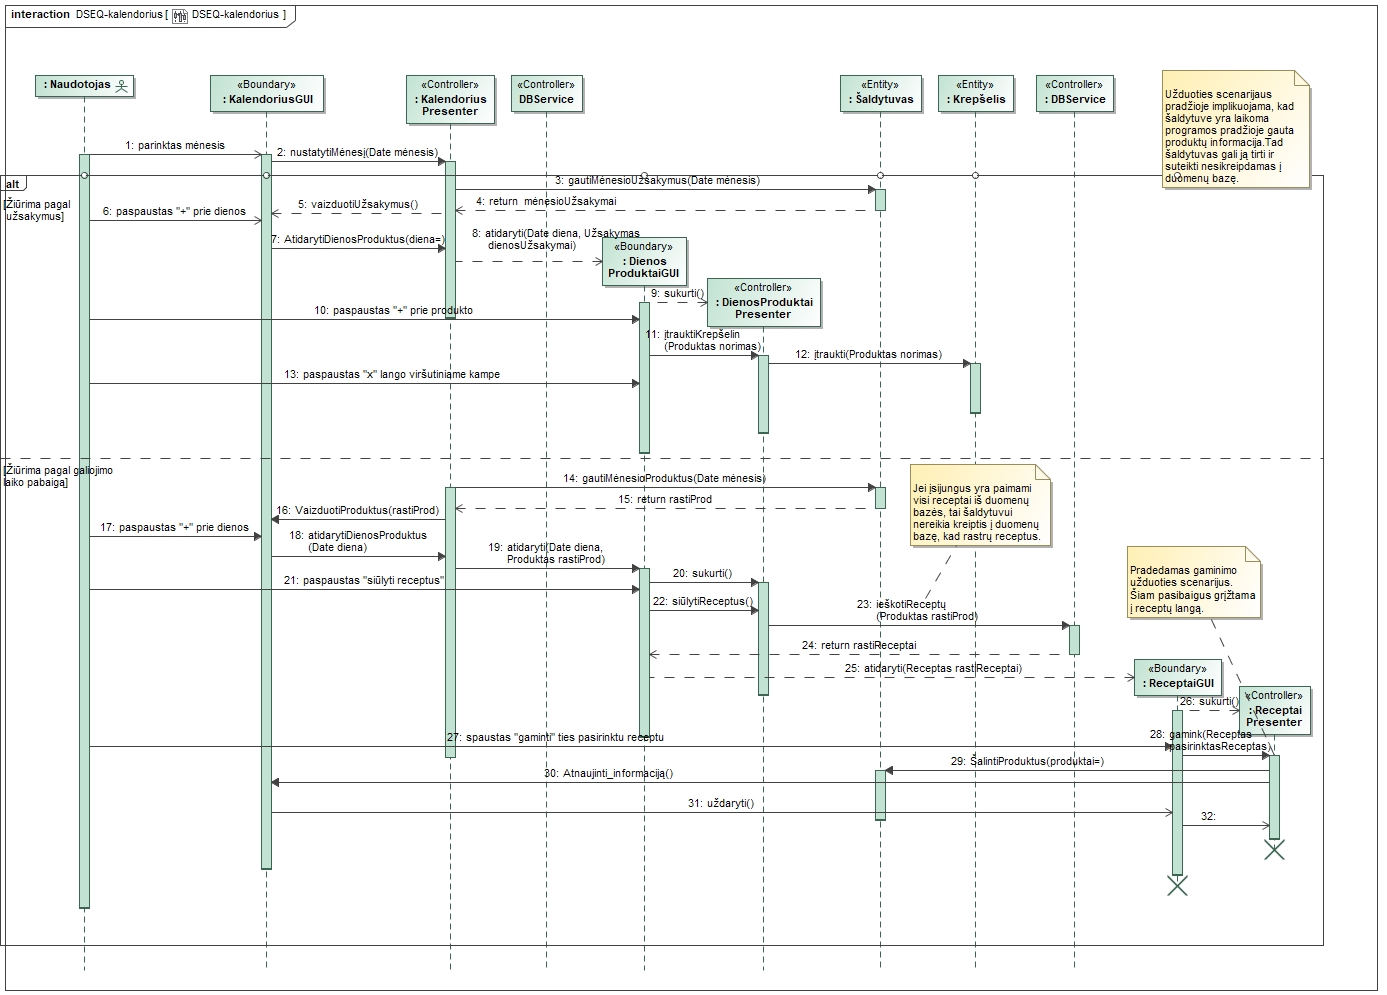 interaction DSEQ-kalendorius [ DSEQ-kalendorius ]
: Naudotojas
«Boundary»
: KalendoriusGUI
«Controller»
: Kalendorius
Presenter
«Controller»
DBService
«Entity»
: Šaldytuvas
«Entity»
: Krepšelis
«Controller»
: DBService
Užduoties scenarijaus
pradžioje implikuojama, kad
šaldytuve yra laikoma
programos pradžioje gauta
produktų informacija.Tad
šaldytuvas gali ją tirti ir
suteikti nesikreipdamas į
duomenų bazę.
1: parinktas mėnesis
2: nustatytiMėnesį(Date mėnesis)
alt
[Žiūrima pagal
užsakymus]
3: gautiMėnesioUžsakymus(Date mėnesis)
4: return mėnesioUžsakymai
5: vaizduotiUžsakymus()
6: paspaustas "+" prie dienos
7: AtidarytiDienosProduktus(diena=)
8: atidaryti(Date diena, Užsakymas
dienosUžsakymai)
«Boundary»
: Dienos
ProduktaiGUI
9: sukurti()
«Controller»
: DienosProduktai
Presenter
10: paspaustas "+" prie produkto
11: įtrauktiKrepšelin
(Produktas norimas)
12: įtraukti(Produktas norimas)
13: paspaustas "x" lango viršutiniame kampe
[Žiūrima pagal galiojimo
laiko pabaigą]
14: gautiMėnesioProduktus(Date mėnesis)
15: return rastiProd
16: VaizduotiProduktus(rastiProd)
17: paspaustas "+" prie dienos
18: atidarytiDienosProduktus
(Date diena)
19: atidaryti(Date diena,
Produktas rastiProd)
Jei įsijungus yra paimami
visi receptai iš duomenų
bazės, tai šaldytuvui
nereikia kreiptis į duomenų
bazę, kad rastrų receptus.
20: sukurti()
21: paspaustas "siūlyti receptus"
22: siūlytiReceptus()
23: ieškotiReceptų
(Produktas rastiProd)
24: return rastiReceptai
25: atidaryti(Receptas rastiReceptai)
Pradedamas gaminimo
užduoties scenarijus.
Šiam pasibaigus grįžtama
į receptų langą.
«Boundary»
: ReceptaiGUI
26: sukurti()
«Controller»
: Receptai
Presenter
27: spaustas "gaminti" ties pasirinktu receptu
28: gamink(Receptas
pasirinktasReceptas)
29: SalintiProduktus(produktai=)
30: Atnaujinti_informaciją()
31: uždaryti()
32: